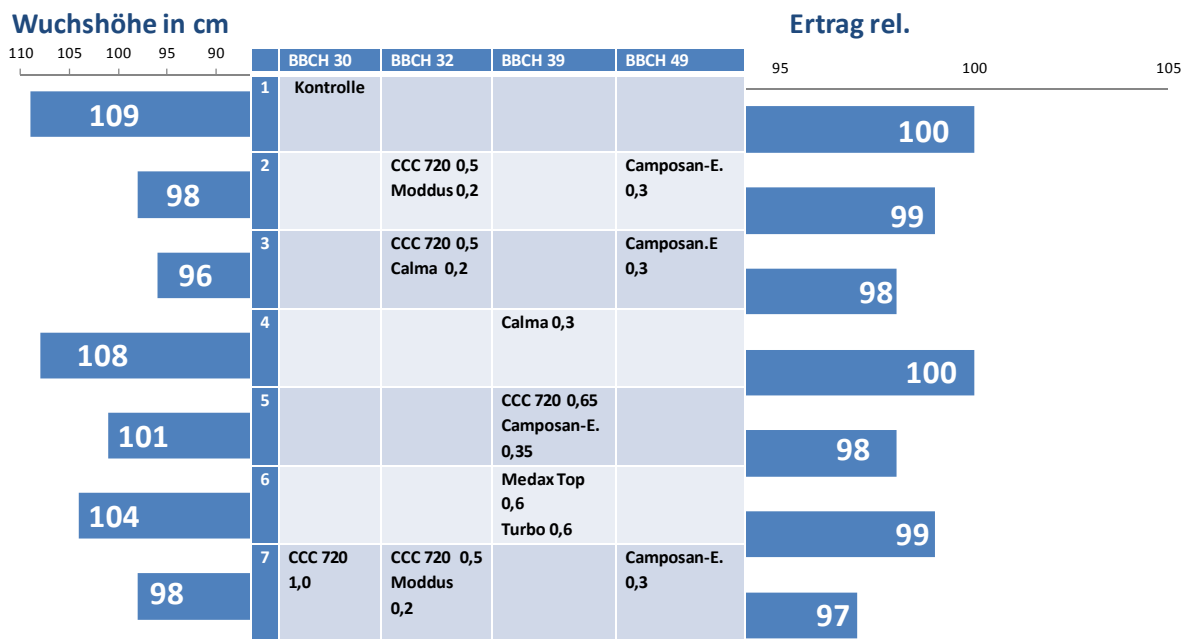 Wuchshöhe in cm
Ertrag rel.
110 105 100 95 90
BBCH 30 BBCH 32 BBCH 39 BBCH 49
95 100 105
109
1 Kontrolle
100
98
2 CCC 720 0,5 Camposan-E.
Moddus 0,2 0,3
99
96
3 CCC 720 0,5 Camposan.E
Calma 0,2 0,3
98
108
4 Calma 0,3
100
101
5 CCC 720 0,65
Camposan-E.
0,35
98
104
6 Medax Top
0,6
Turbo 0,6
99
98
7 CCC 720 CCC 720 0,5 Camposan-E.
1,0 Moddus 0,3
0,2
97